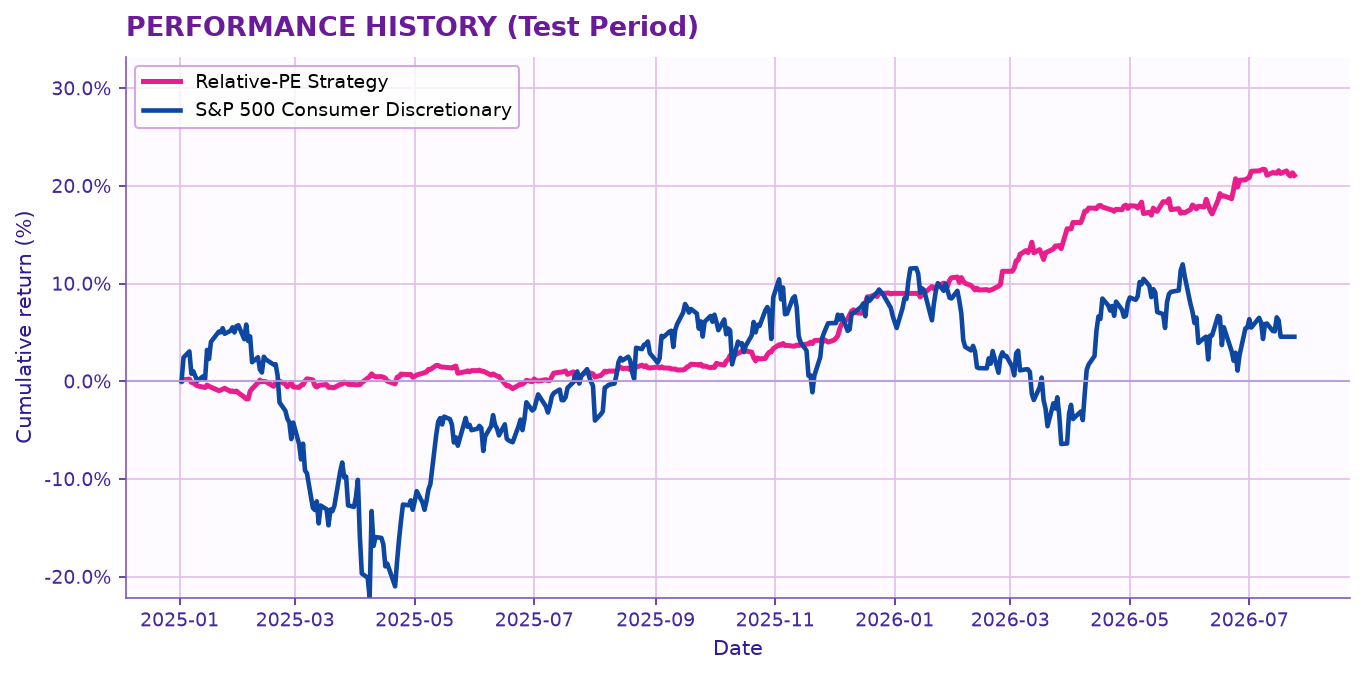 PERFORMANCE HISTORY (Test Period)
Relative-PE Strategy
S&P 500 Consumer Discretionary
30.0%
20.0%
10.0%
0.0%
-10.0%
-20.0%
Cumulative return (%)
2025-01 2025-03 2025-05 2025-07 2025-09 2025-11 2026-01 2026-03 2026-05 2026-07
Date